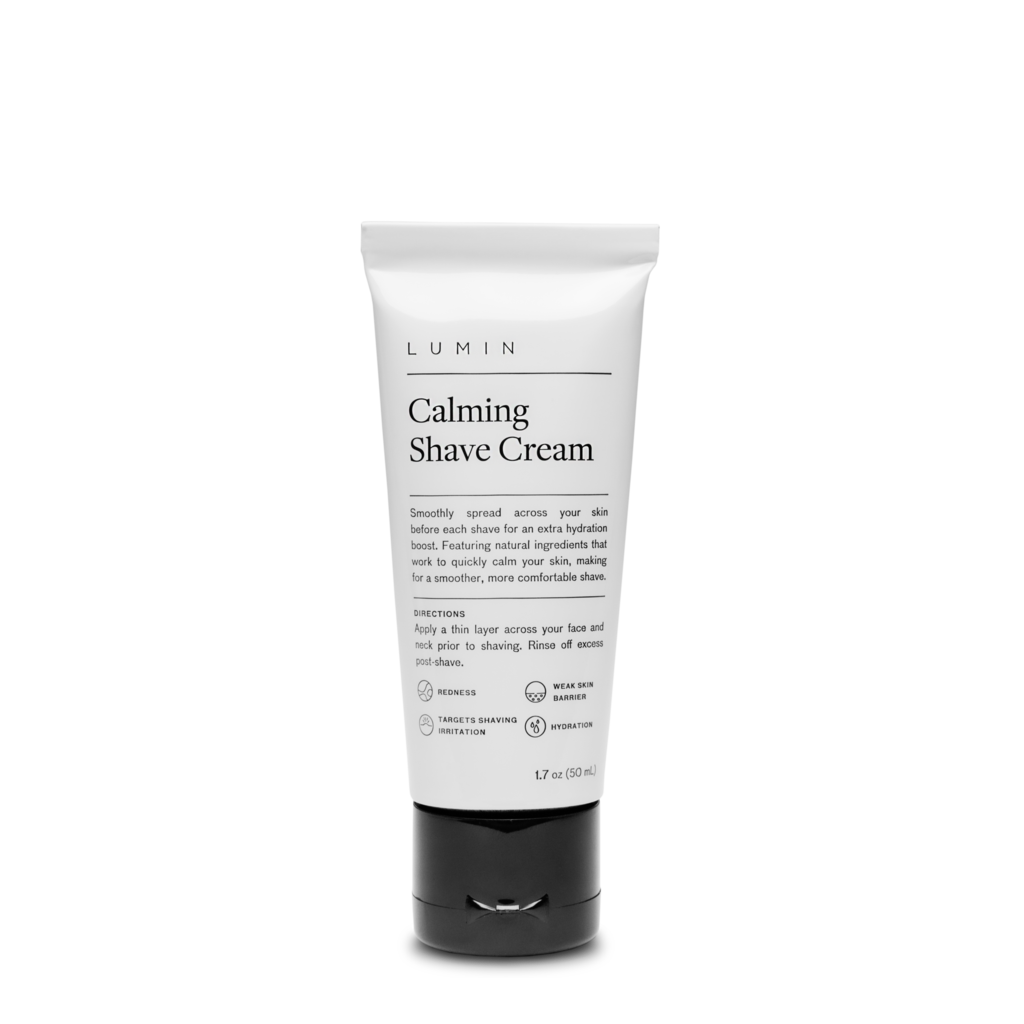 LUMIN
Calming
Shave Cream
Smoothly spread across your skin
before each shave for an extra hydration
boost. Featuring natural ingredients that
work to quickly calm your skin, making
for a smoother, more comfortable shave.
DIRECTIONS
Apply a thin layer across your face and
neck prior to shaving. Rinse off excess
post-shave.
REDNESS
WEAK SKIN
BARRIER
TARGETS SHAVING
IRRITATION
HYDRATION
1.7 oz (50 mL)